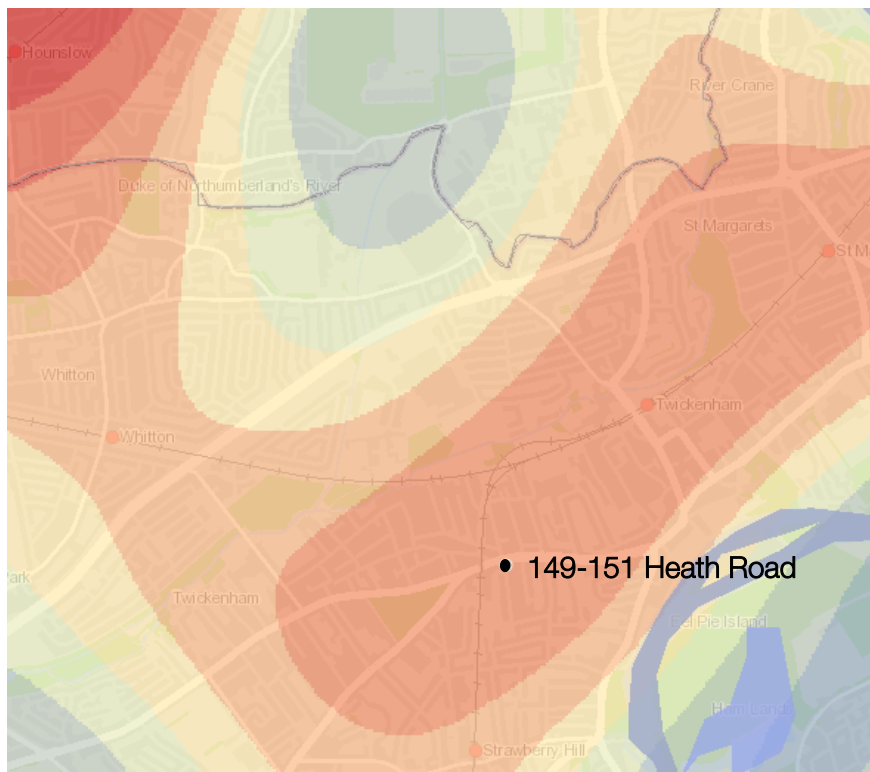 Hounslow
River Crane
Duke of Northumberland's River
St Margarets
St M
Whitton
Twickenham
Whitton
149-151 Heath Road
ark
Twickenham
Eel Pie Island
Ham Lands
Strawberry Hill